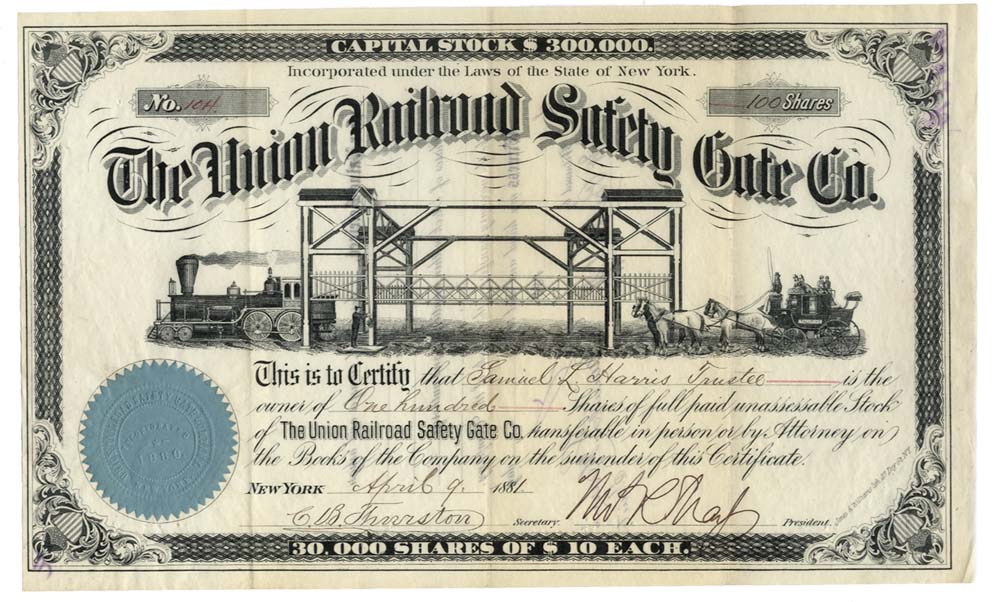 CAPITAL STOCK $ 300.000.
Incorporated under the Laws of the State of New York.
No. 104
100 Shares
The Union Railroad Safety Gate Co.
This is to Certify that Samuel L. Harris Trustee is the
owner of One hundred Shares of full paid unassessable Stock
of The Union Railroad Safety Gate Co. transferable in person or by Attorney on
the Books of the Company on the surrender of this Certificate.
NEW YORK April 9, 1881.
C B Thurston Secretary. President.
30.000 SHARES OF $ 10 EACH.